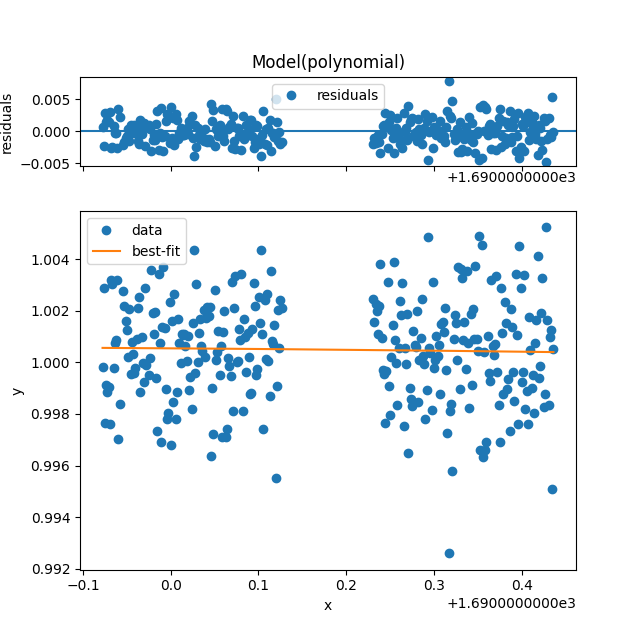 Model(polynomial)
residuals
0.005
0.000
−0.005
residuals
+1.6900000000e3
y
1.004
1.002
1.000
0.998
0.996
0.994
0.992
data
best-fit
−0.1
0.0
0.1
0.2
0.3
0.4
x
+1.6900000000e3